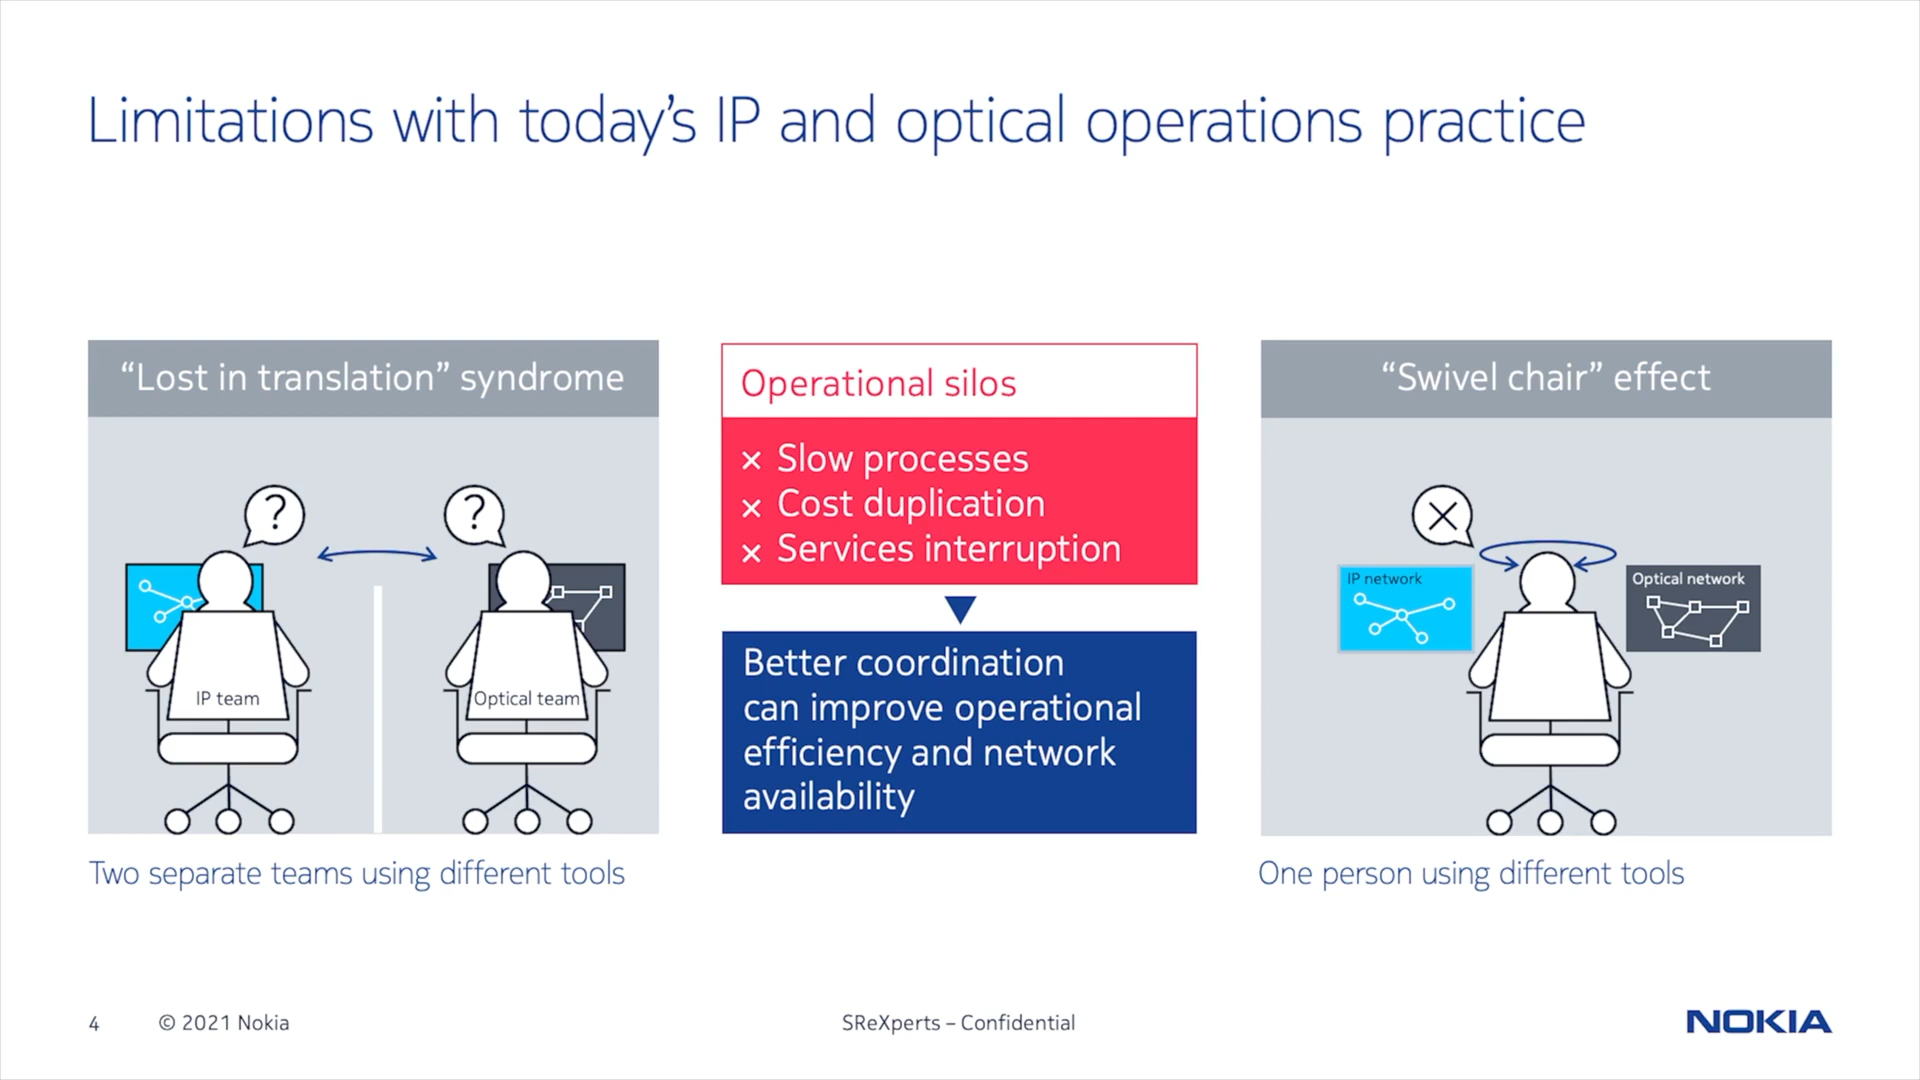 Limitations with today’s IP and optical operations practice
“Lost in translation” syndrome
?
?
IP team
Optical team
Two separate teams using different tools
Operational silos
× Slow processes
× Cost duplication
× Services interruption
Better coordination
can improve operational
efficiency and network
availability
“Swivel chair” effect
IP network
Optical network
One person using different tools
4
© 2021 Nokia
SReXperts – Confidential
NOKIA